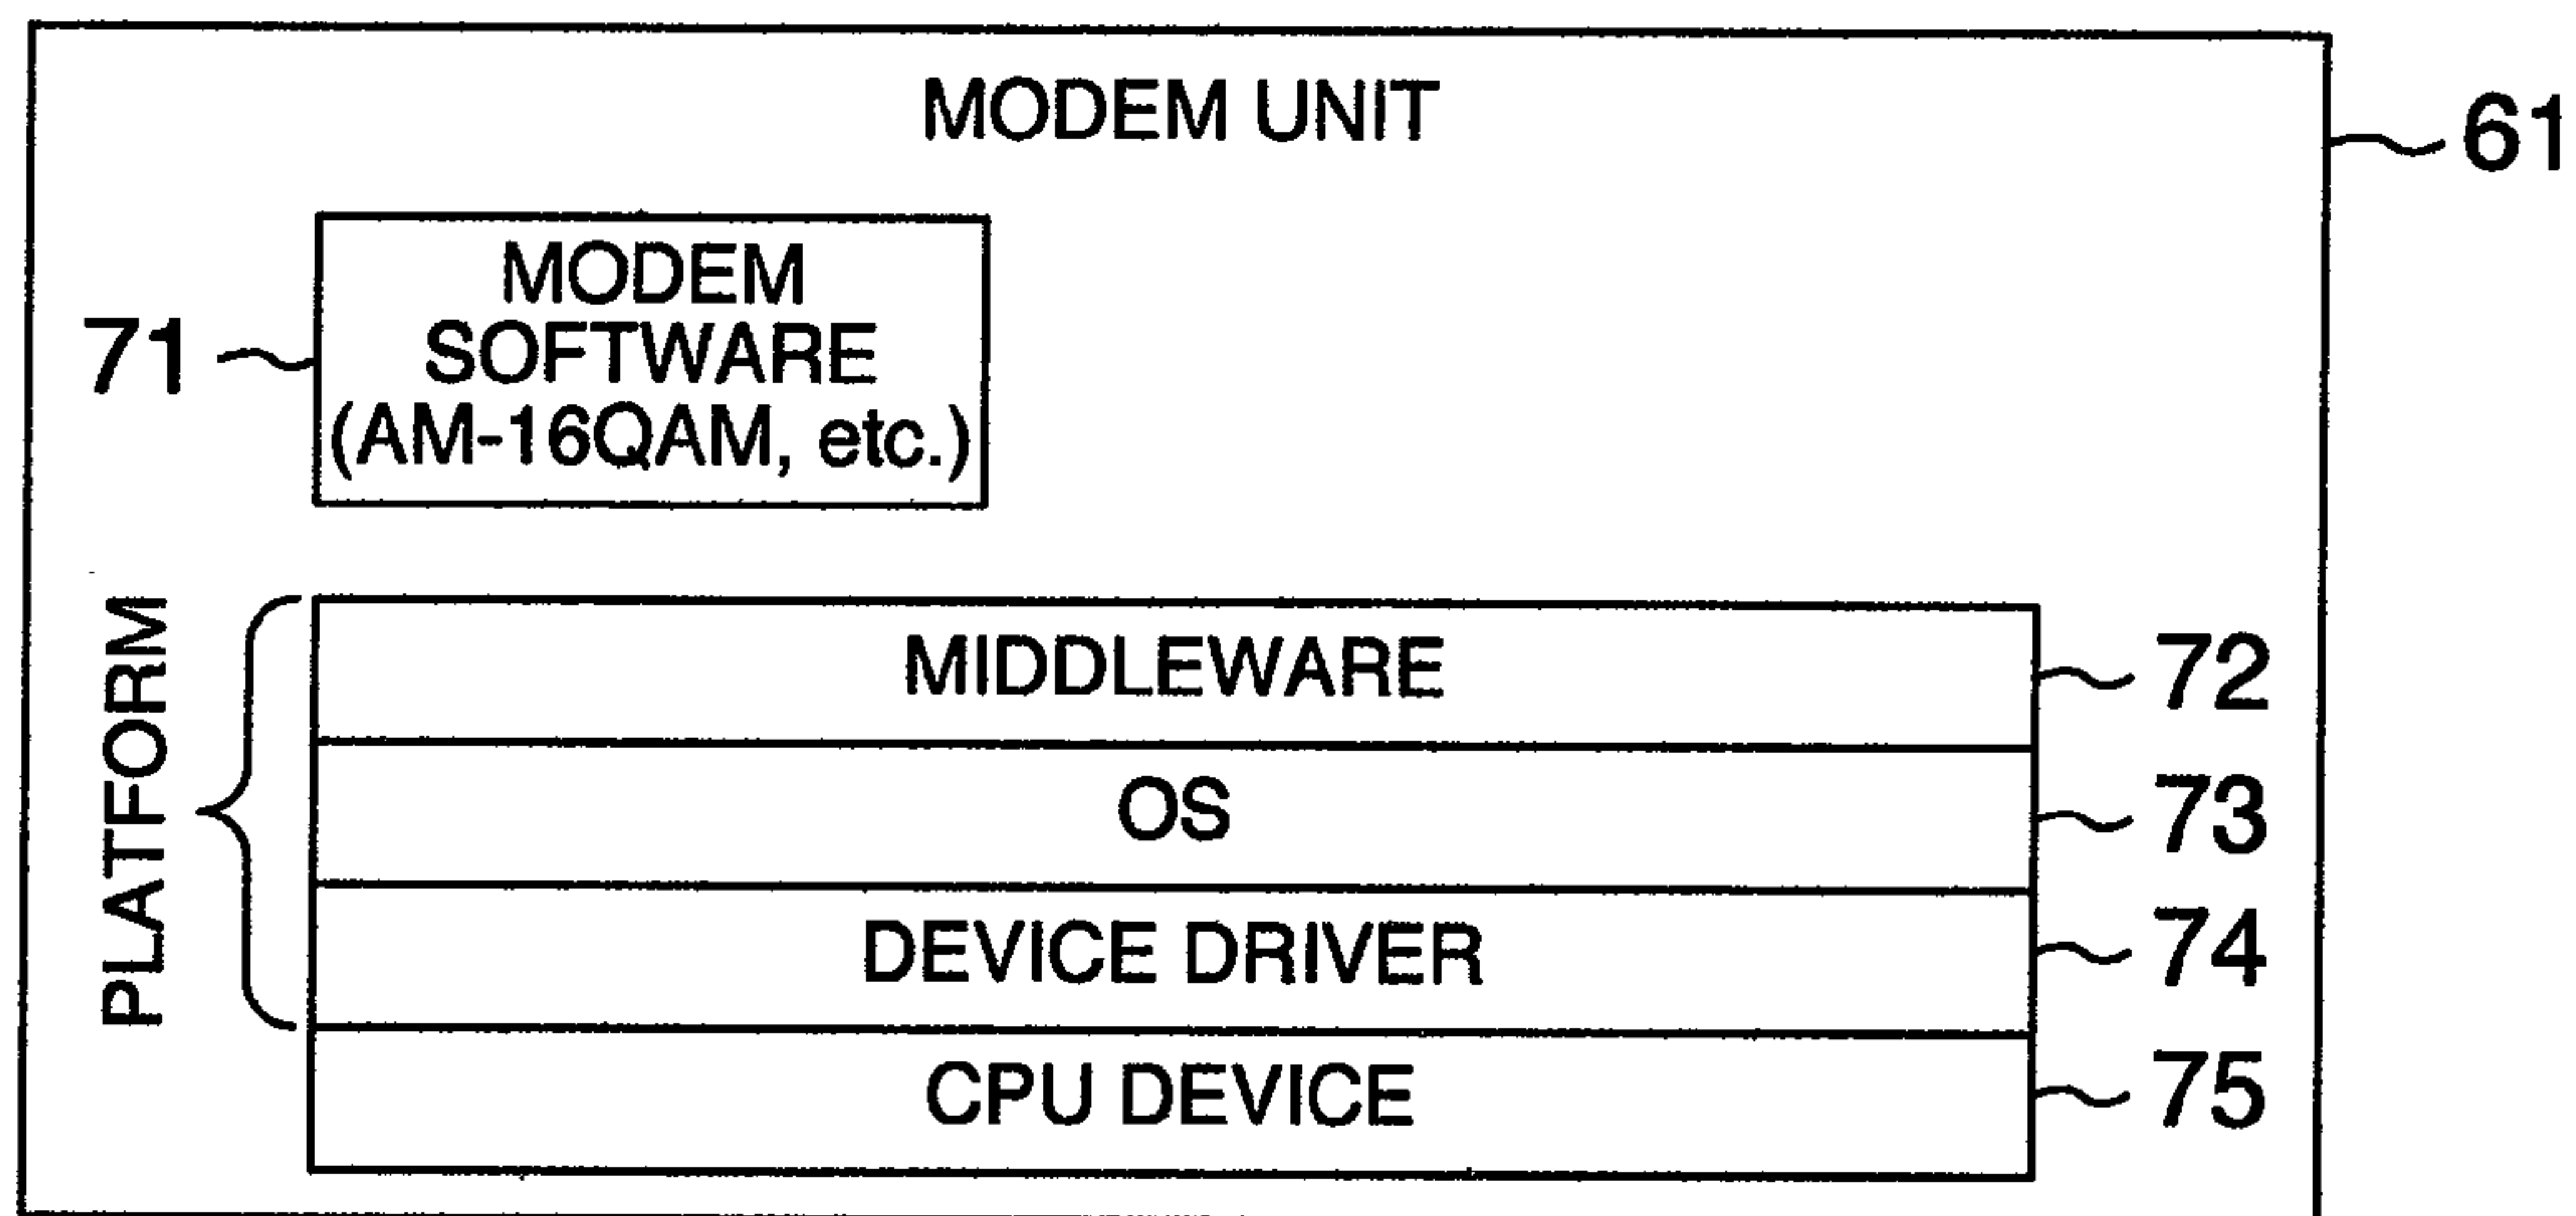 MODEM UNIT
61
MODEM
SOFTWARE
(AM-16QAM, etc.)
71
PLATFORM
MIDDLEWARE
72
OS
73
DEVICE DRIVER
74
CPU DEVICE
75